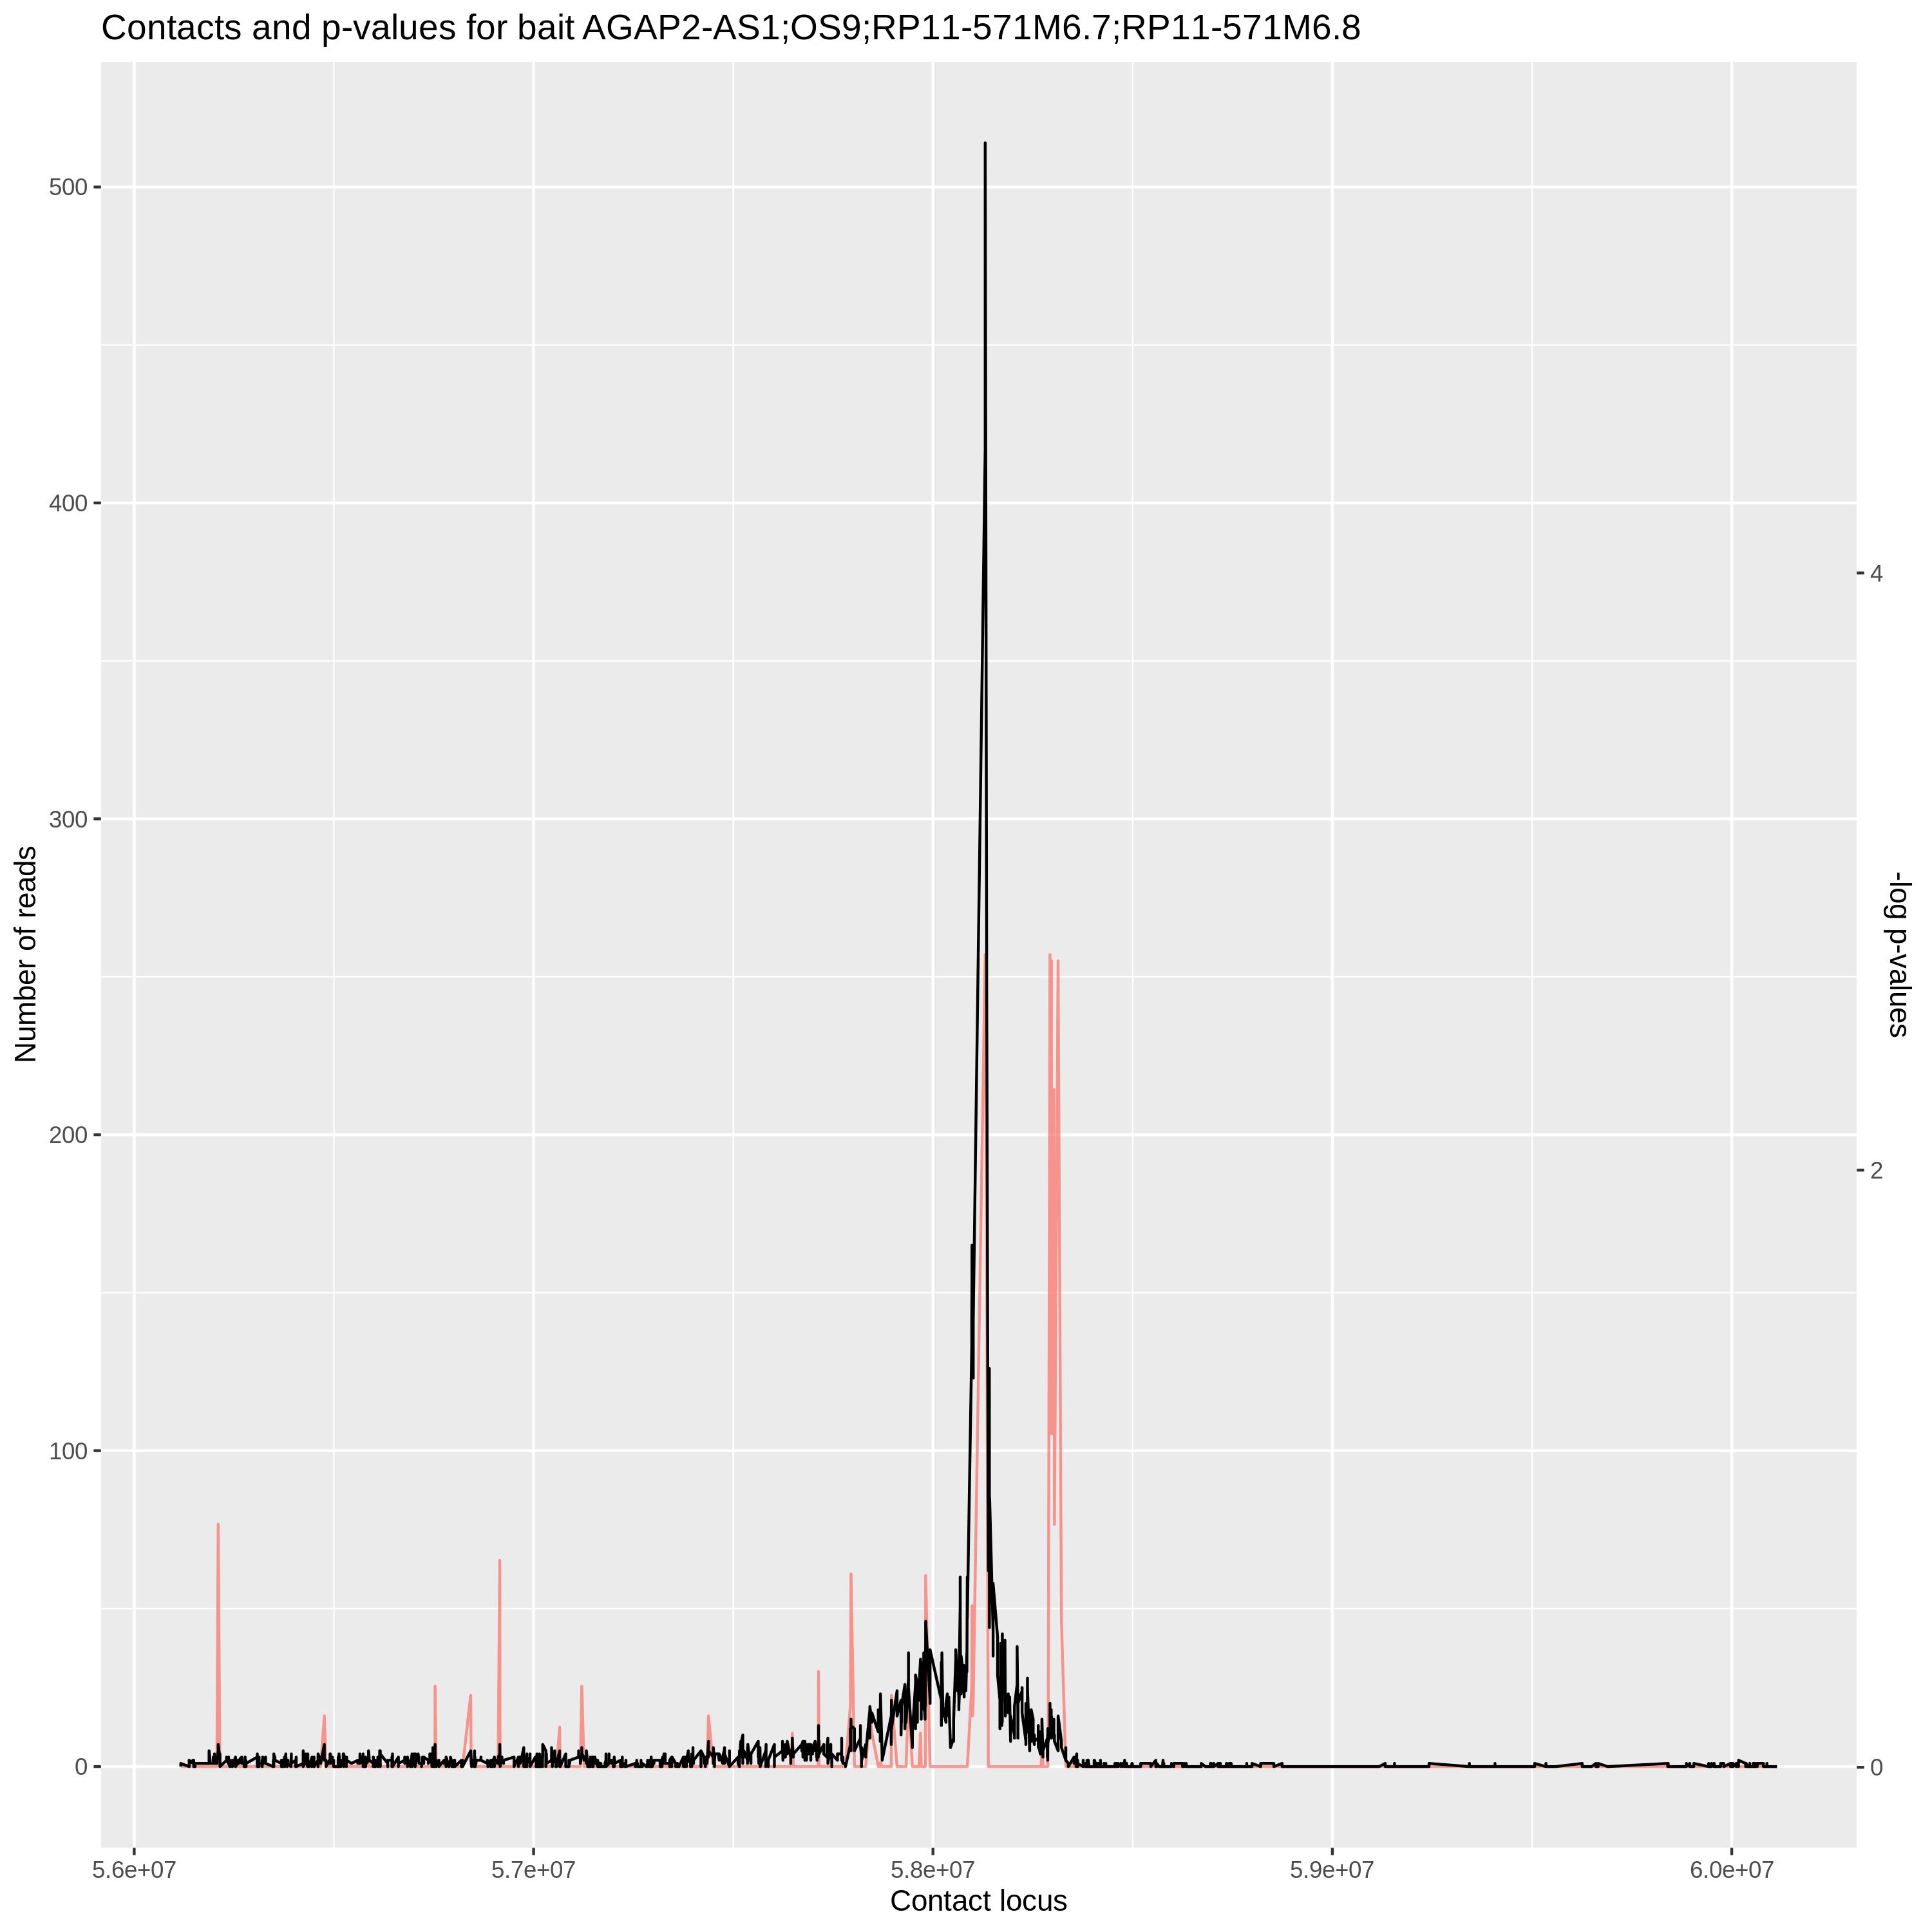 Contacts and p-values for bait AGAP2-AS1;OS9;RP11-571M6.7;RP11-571M6.8
Number of reads
500
400
300
200
100
0
4
2
0
-log p-values
5.6e+07 5.7e+07 5.8e+07 5.9e+07 6.0e+07
Contact locus